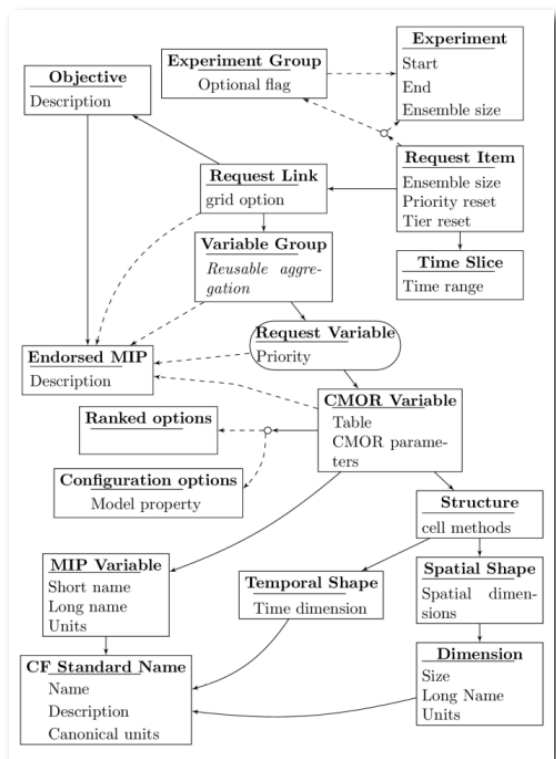 Experiment
Start
End
Ensemble size
Experiment Group
Optional flag
Objective
Description
Request Item
Ensemble size
Priority reset
Tier reset
Request Link
grid option
Variable Group
Reusable aggre-
gation
Time Slice
Time range
Request Variable
Priority
Endorsed MIP
Description
CMOR Variable
Table
CMOR parame-
ters
Ranked options
Configuration options
Model property
Structure
cell methods
MIP Variable
Short name
Long name
Units
Temporal Shape
Time dimension
Spatial Shape
Spatial dimen-
sions
CF Standard Name
Name
Description
Canonical units
Dimension
Size
Long Name
Units